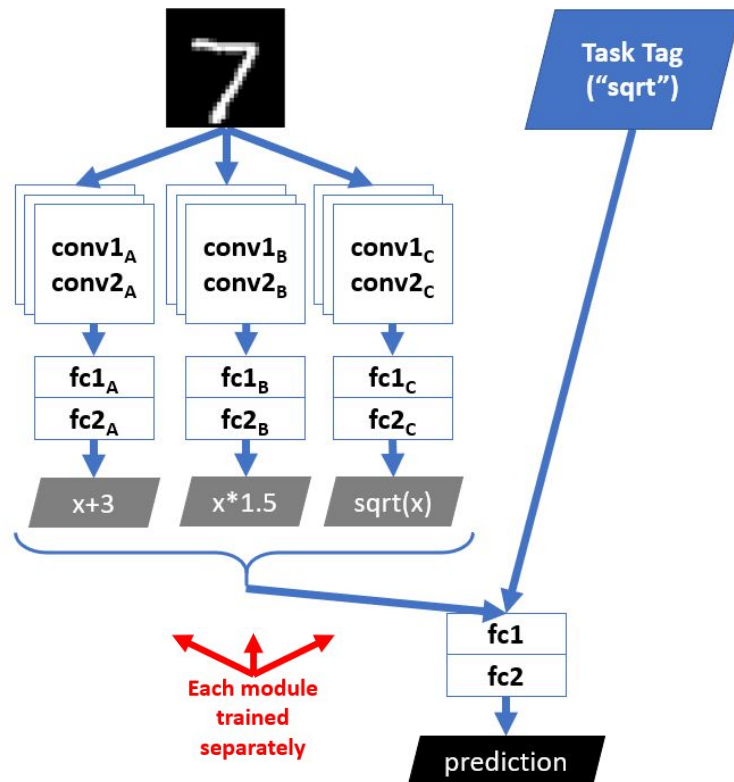 7
Task Tag
(“sqrt”)
conv1A
conv2A
conv1B
conv2B
conv1C
conv2C
fc1A
fc2A
fc1B
fc2B
fc1C
fc2C
x+3
x*1.5
sqrt(x)
fc1
fc2
Each module
trained
separately
prediction